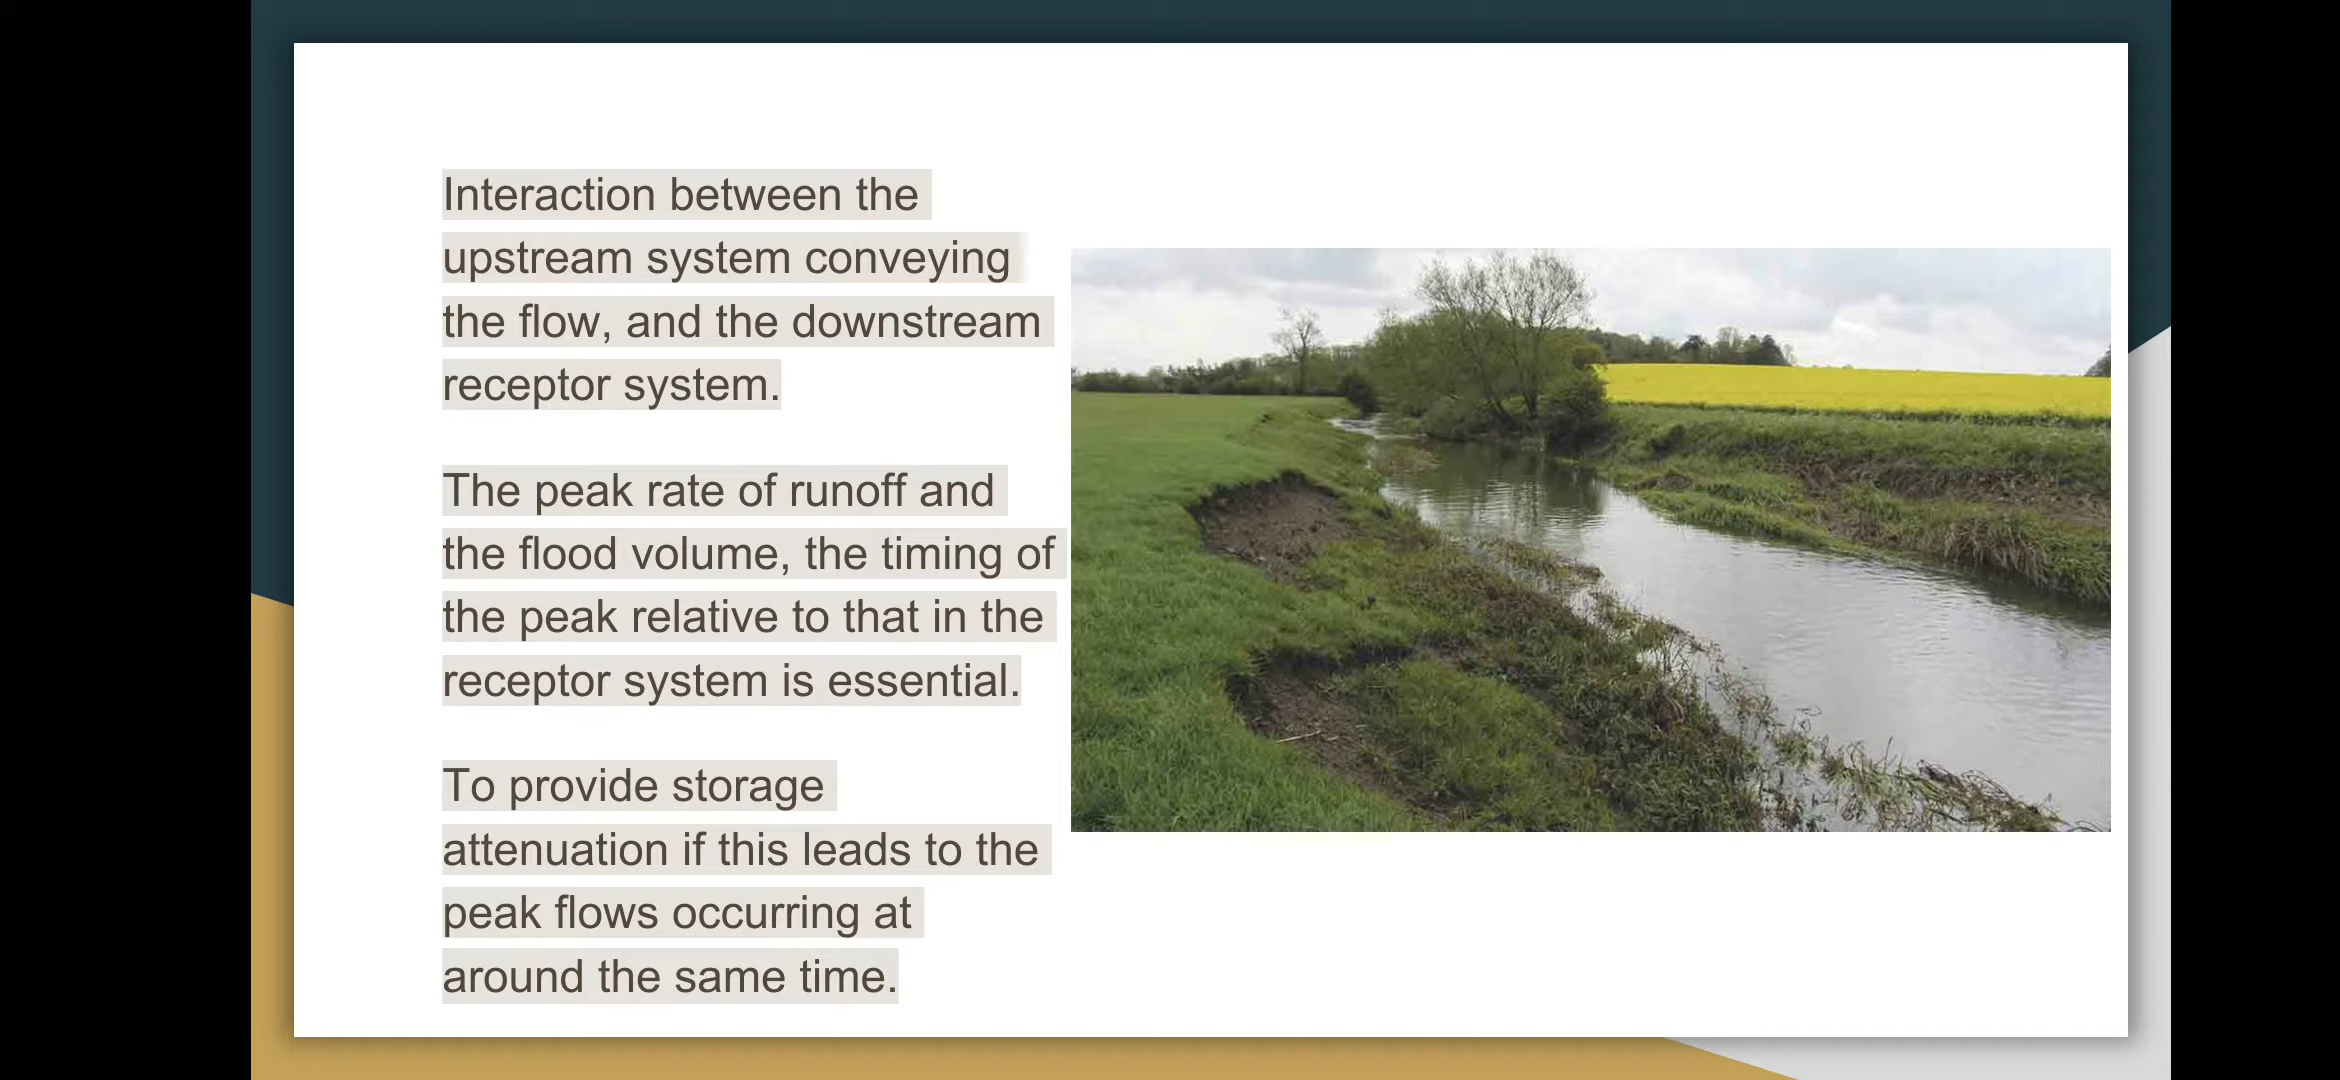 Interaction between the
upstream system conveying
the flow, and the downstream
receptor system.
The peak rate of runoff and
the flood volume, the timing of
the peak relative to that in the
receptor system is essential.
To provide storage
attenuation if this leads to the
peak flows occurring at
around the same time.